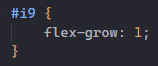 #i9 {
    flex-grow: 1;
}